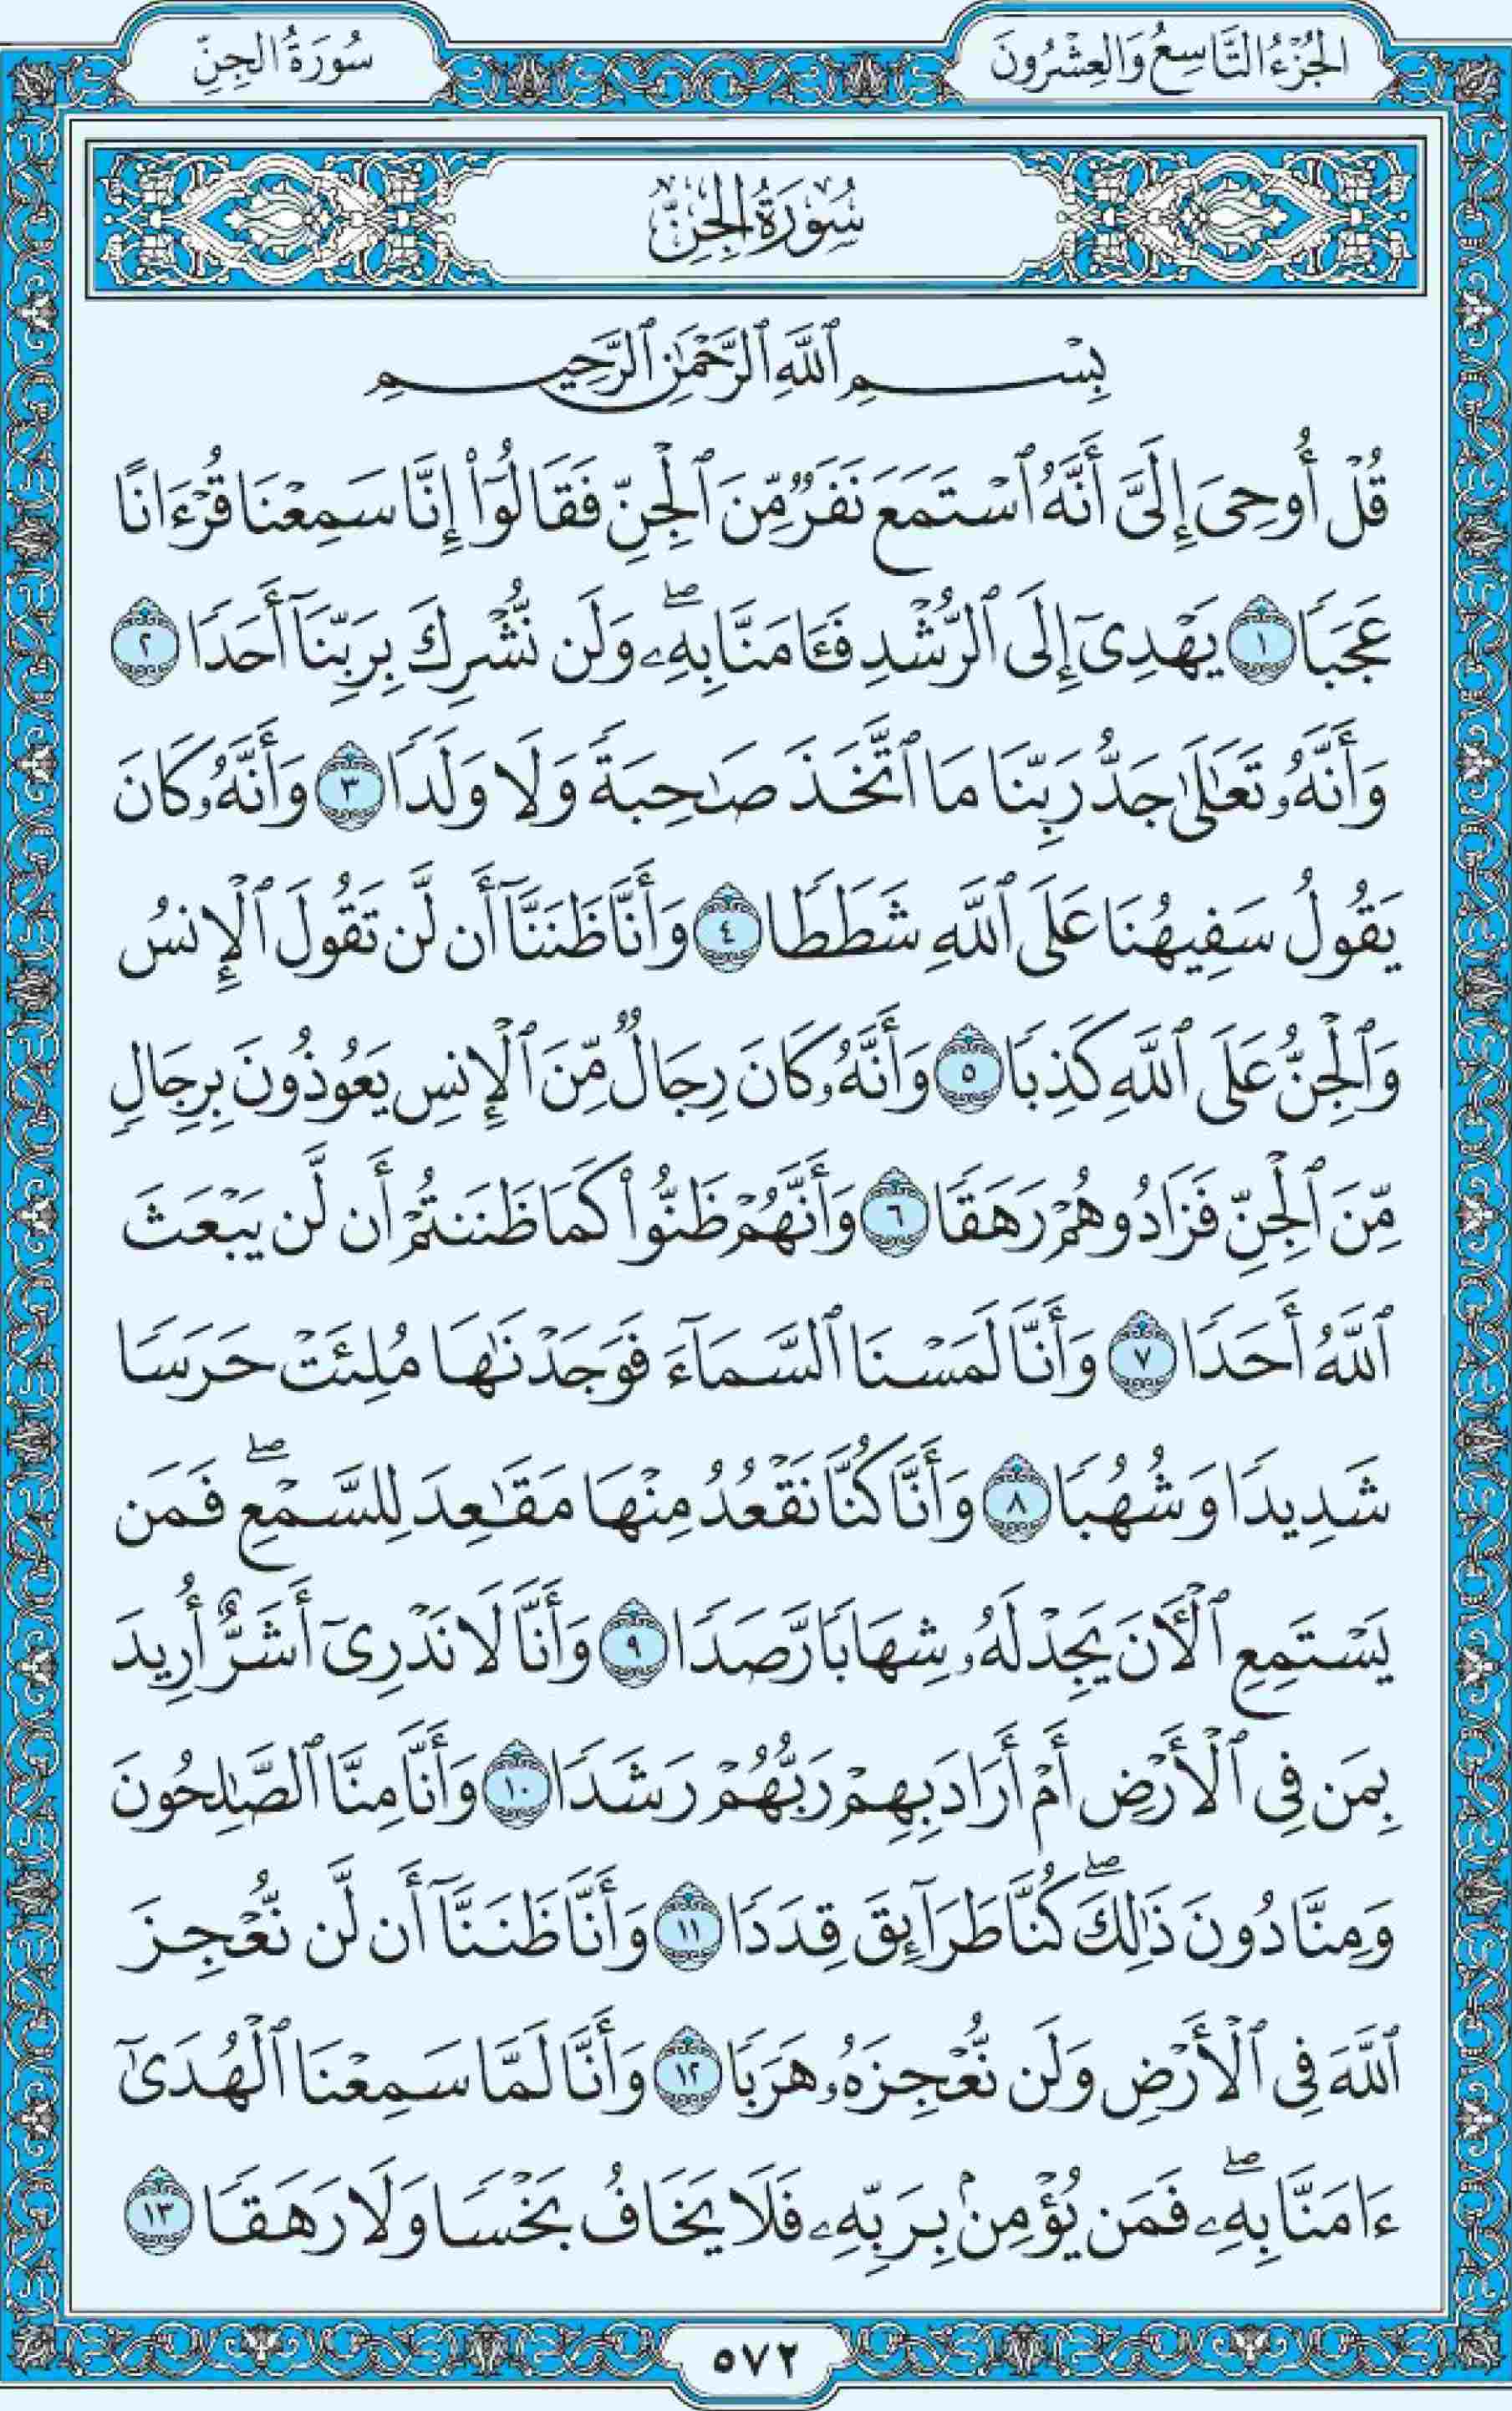 الجُزْءُ التَّاسِعُ وَالعِشْرُونَ
سُورَةُ الجِنِّ
سُورَةُ الجِنِّ
بِسْمِ ٱللَّهِ ٱلرَّحْمَٰنِ ٱلرَّحِيمِ
قُلْ أُوحِىَ إِلَىَّ أَنَّهُ ٱسْتَمَعَ نَفَرٌ مِّنَ ٱلْجِنِّ فَقَالُوٓا۟ إِنَّا سَمِعْنَا قُرْءَانًا
عَجَبًا ١ يَهْدِىٓ إِلَى ٱلرُّشْدِ فَـَٔامَنَّا بِهِۦ ۖ وَلَن نُّشْرِكَ بِرَبِّنَآ أَحَدًا ٢
وَأَنَّهُۥ تَعَٰلَىٰ جَدُّ رَبِّنَا مَا ٱتَّخَذَ صَٰحِبَةً وَلَا وَلَدًا ٣ وَأَنَّهُۥ كَانَ
يَقُولُ سَفِيهُنَا عَلَى ٱللَّهِ شَطَطًا ٤ وَأَنَّا ظَنَنَّآ أَن لَّن تَقُولَ ٱلْإِنسُ
وَٱلْجِنُّ عَلَى ٱللَّهِ كَذِبًا ٥ وَأَنَّهُۥ كَانَ رِجَالٌ مِّنَ ٱلْإِنسِ يَعُوذُونَ بِرِجَالٍ
مِّنَ ٱلْجِنِّ فَزَادُوهُمْ رَهَقًا ٦ وَأَنَّهُمْ ظَنُّوا۟ كَمَا ظَنَنتُمْ أَن لَّن يَبْعَثَ
ٱللَّهُ أَحَدًا ٧ وَأَنَّا لَمَسْنَا ٱلسَّمَآءَ فَوَجَدْنَٰهَا مُلِئَتْ حَرَسًا
شَدِيدًا وَشُهُبًا ٨ وَأَنَّا كُنَّا نَقْعُدُ مِنْهَا مَقَٰعِدَ لِلسَّمْعِ ۖ فَمَن
يَسْتَمِعِ ٱلْـَٔانَ يَجِدْ لَهُۥ شِهَابًا رَّصَدًا ٩ وَأَنَّا لَا نَدْرِىٓ أَشَرٌّ أُرِيدَ
بِمَن فِى ٱلْأَرْضِ أَمْ أَرَادَ بِهِمْ رَبُّهُمْ رَشَدًا ١٠ وَأَنَّا مِنَّا ٱلصَّٰلِحُونَ
وَمِنَّا دُونَ ذَٰلِكَ ۖ كُنَّا طَرَآئِقَ قِدَدًا ١١ وَأَنَّا ظَنَنَّآ أَن لَّن نُّعْجِزَ
ٱللَّهَ فِى ٱلْأَرْضِ وَلَن نُّعْجِزَهُۥ هَرَبًا ١٢ وَأَنَّا لَمَّا سَمِعْنَا ٱلْهُدَىٰٓ
ءَامَنَّا بِهِۦ ۖ فَمَن يُؤْمِنۢ بِرَبِّهِۦ فَلَا يَخَافُ بَخْسًا وَلَا رَهَقًا ١٣
٥٧٢